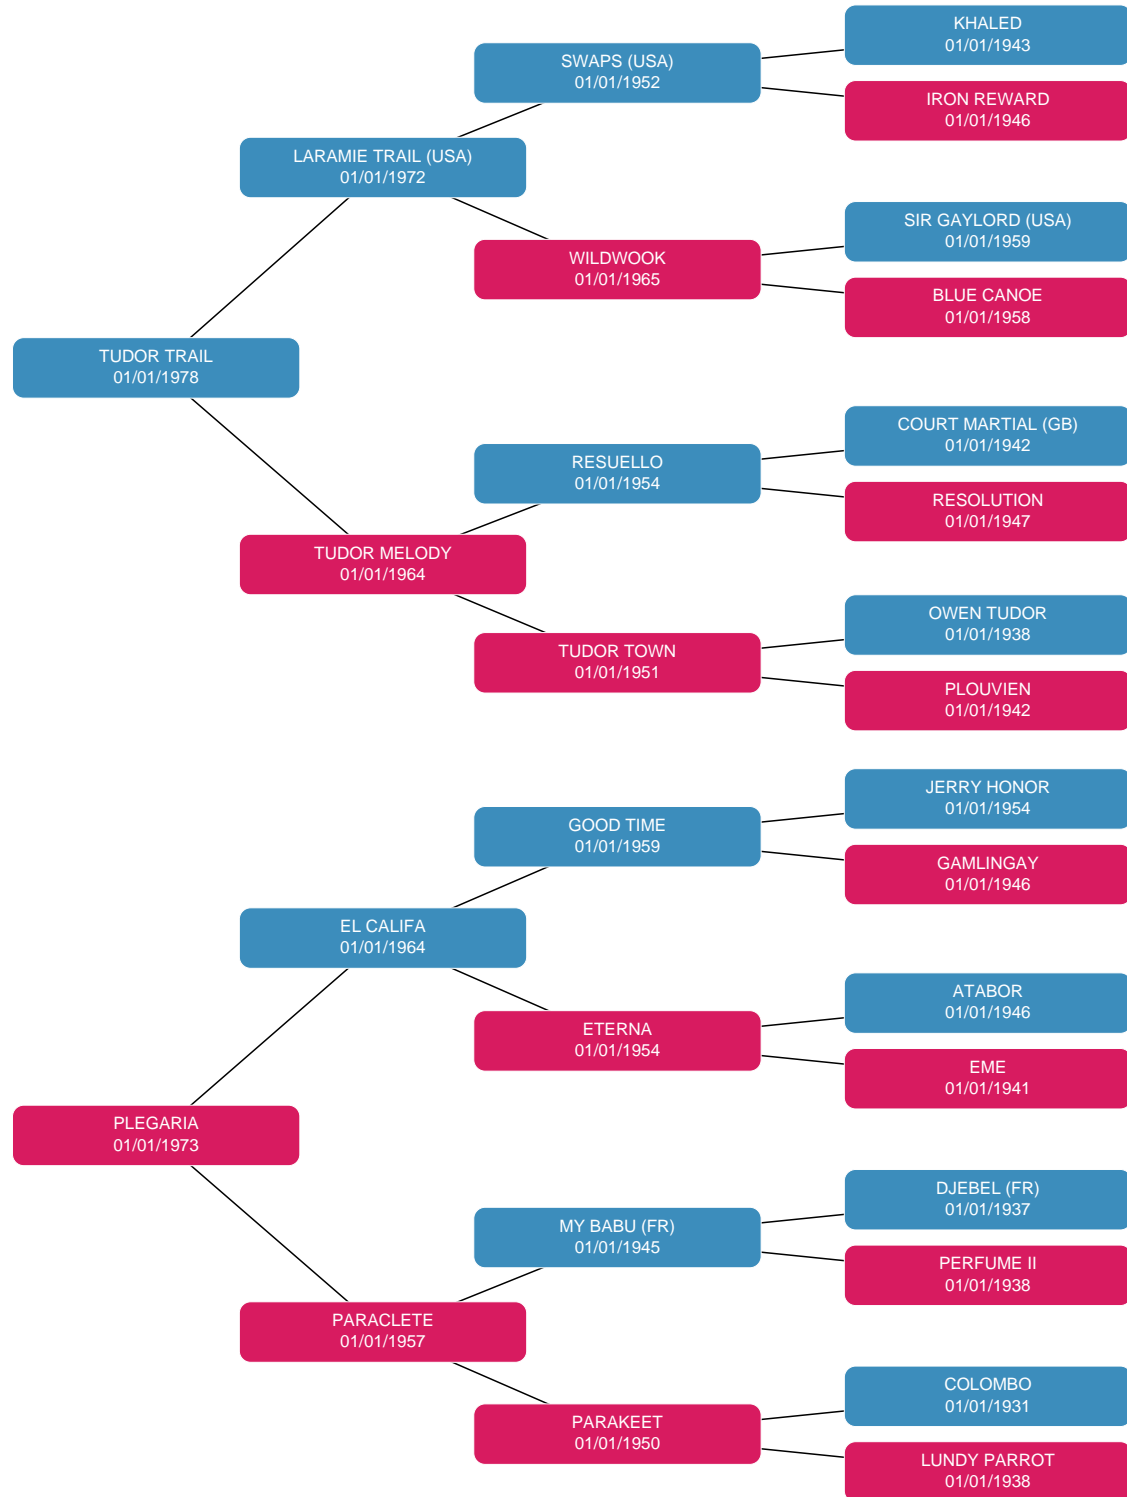 KHALED
01/01/1943
SWAPS (USA)
01/01/1952
IRON REWARD
01/01/1946
LARAMIE TRAIL (USA)
01/01/1972
SIR GAYLORD (USA)
01/01/1959
WILDWOOK
01/01/1965
BLUE CANOE
01/01/1958
TUDOR TRAIL
01/01/1978
COURT MARTIAL (GB)
01/01/1942
RESUELLO
01/01/1954
RESOLUTION
01/01/1947
TUDOR MELODY
01/01/1964
OWEN TUDOR
01/01/1938
TUDOR TOWN
01/01/1951
PLOUVIEN
01/01/1942
JERRY HONOR
01/01/1954
GOOD TIME
01/01/1959
GAMLINGAY
01/01/1946
EL CALIFA
01/01/1964
ATABOR
01/01/1946
ETERNA
01/01/1954
EME
01/01/1941
PLEGARIA
01/01/1973
DJEBEL (FR)
01/01/1937
MY BABU (FR)
01/01/1945
PERFUME II
01/01/1938
PARACLETE
01/01/1957
COLOMBO
01/01/1931
PARAKEET
01/01/1950
LUNDY PARROT
01/01/1938